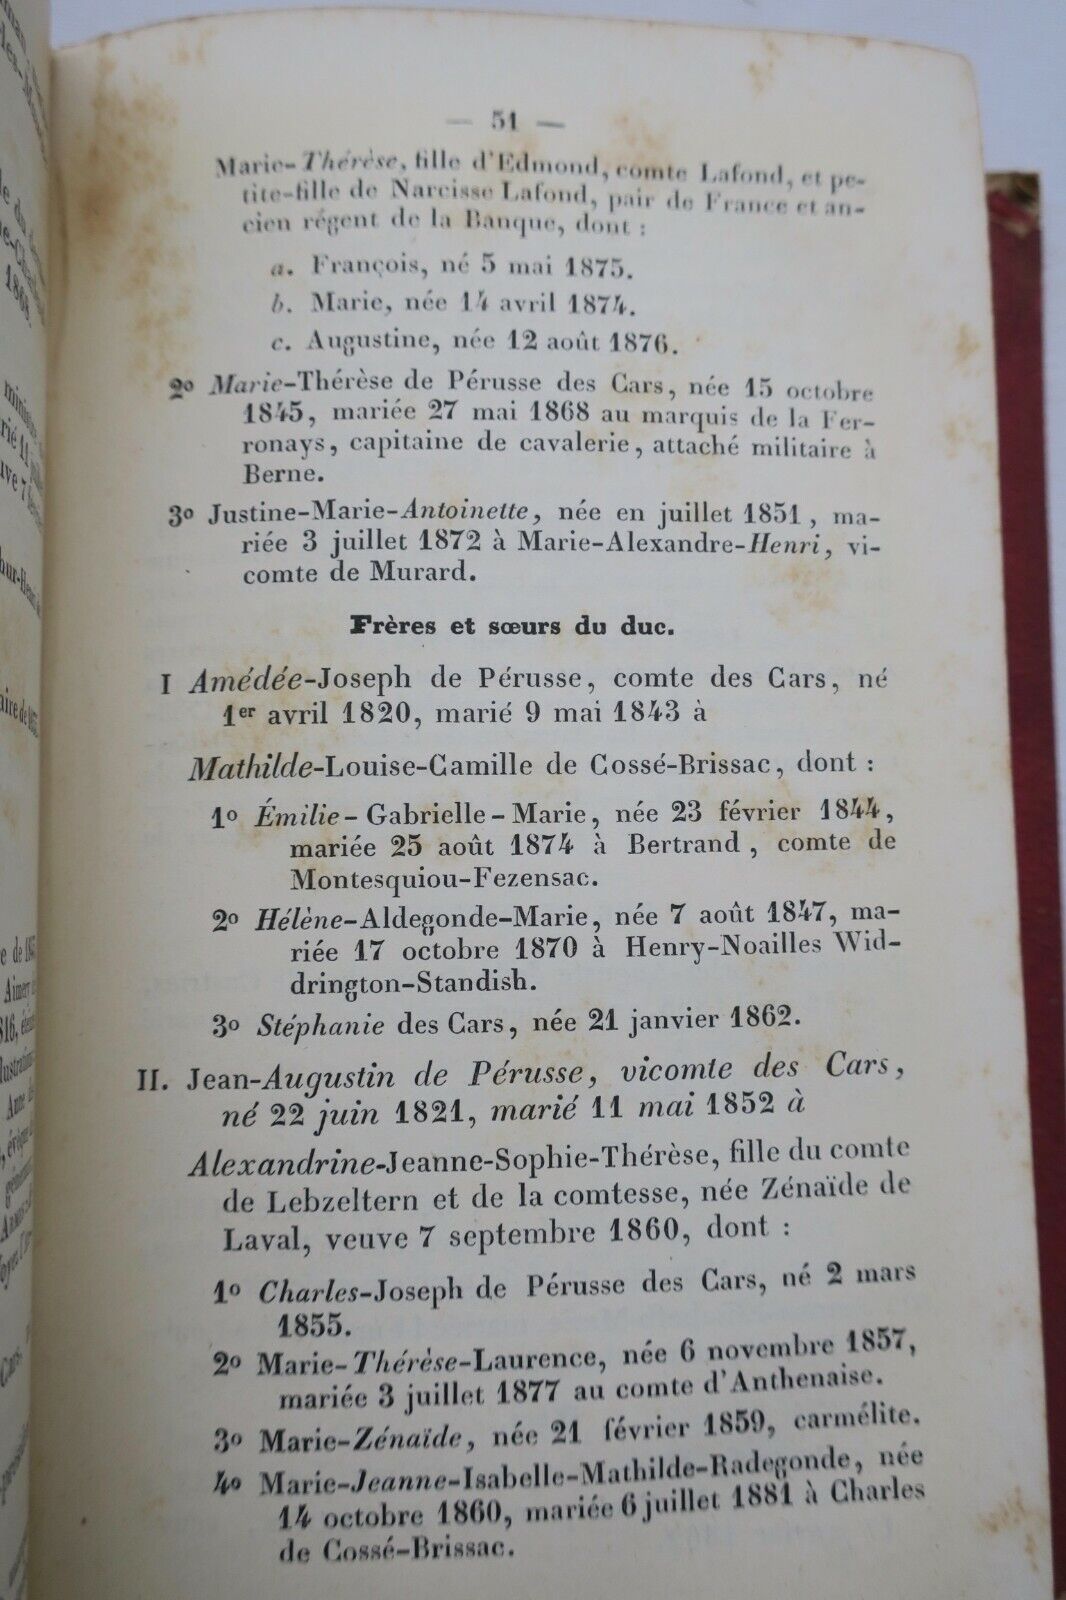 — 51 —
Marie-Thérèse, fille d'Edmond, comte Lafond, et pe-
tite-fille de Narcisse Lafond, pair de France et an-
cien régent de la Banque, dont :
a. François, né 5 mai 1875.
b. Marie, née 14 avril 1874.
c. Augustine, née 12 août 1876.
2º Marie-Thérèse de Pérusse des Cars, née 15 octobre
1845, mariée 27 mai 1868 au marquis de la Fer-
ronays, capitaine de cavalerie, attaché militaire à
Berne.
3º Justine-Marie-Antoinette, née en juillet 1851, ma-
riée 3 juillet 1872 à Marie-Alexandre-Henri, vi-
comte de Murard.
Frères et sœurs du duc.
I Amédée-Joseph de Pérusse, comte des Cars, né
1er avril 1820, marié 9 mai 1843 à
Mathilde-Louise-Camille de Cossé-Brissac, dont :
1º Émilie-Gabrielle-Marie, née 23 février 1844,
mariée 25 août 1874 à Bertrand, comte de
Montesquiou-Fezensac.
2º Hélène-Aldegonde-Marie, née 7 août 1847, ma-
riée 17 octobre 1870 à Henry-Noailles Wid-
drington-Standish.
3º Stéphanie des Cars, née 21 janvier 1862.
II. Jean-Augustin de Pérusse, vicomte des Cars,
né 22 juin 1821, marié 11 mai 1852 à
Alexandrine-Jeanne-Sophie-Thérèse, fille du comte
de Lebzeltern et de la comtesse, née Zénaïde de
Laval, veuve 7 septembre 1860, dont :
1º Charles-Joseph de Pérusse des Cars, né 2 mars
1855.
2º Marie-Thérèse-Laurence, née 6 novembre 1857,
mariée 3 juillet 1877 au comte d'Anthenaise.
3º Marie-Zénaïde, née 21 février 1859, carmélite.
4º Marie-Jeanne-Isabelle-Mathilde-Radegonde, née
14 octobre 1860, mariée 6 juillet 1881 à Charles
de Cossé-Brissac.